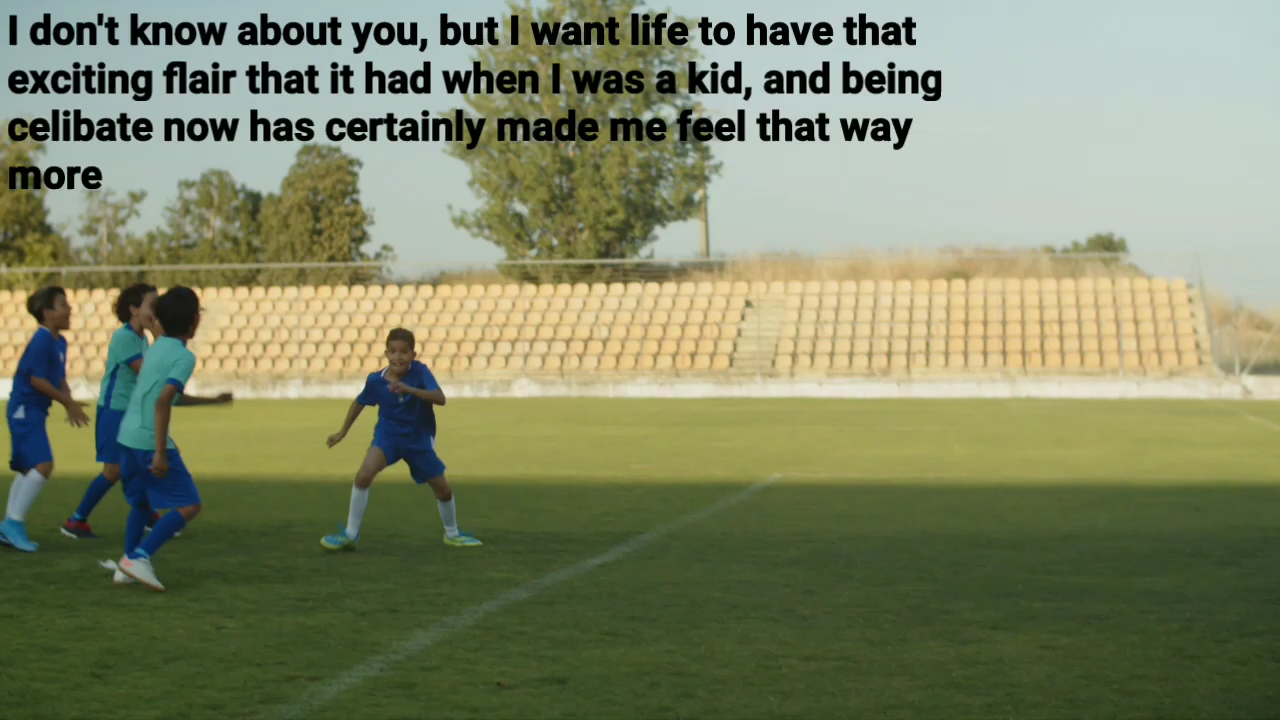 I don't know about you, but I want life to have that
exciting flair that it had when I was a kid, and being
celibate now has certainly made me feel that way
more